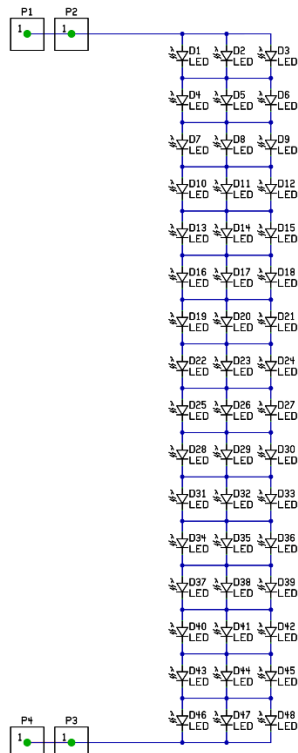 P1 P2
1 1
D1 D2 D3
LED LED LED
D4 D5 D6
LED LED LED
D7 D8 D9
LED LED LED
D10 D11 D12
LED LED LED
D13 D14 D15
LED LED LED
D16 D17 D18
LED LED LED
D19 D20 D21
LED LED LED
D22 D23 D24
LED LED LED
D25 D26 D27
LED LED LED
D28 D29 D30
LED LED LED
D31 D32 D33
LED LED LED
D34 D35 D36
LED LED LED
D37 D38 D39
LED LED LED
D40 D41 D42
LED LED LED
D43 D44 D45
LED LED LED
D46 D47 D48
LED LED LED
P4 P3
1 1